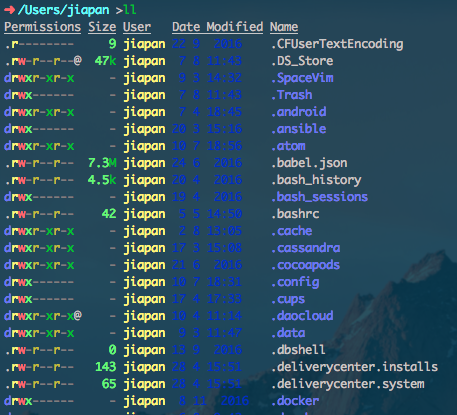 ➜ /Users/jiapan >ll
Permissions Size User Date Modified Name
.r-------- 9 jiapan 22 9 2016 .CFUserTextEncoding
.rw-r--r--@ 47k jiapan 7 8 11:43 .DS_Store
drwxr-xr-x - jiapan 9 3 14:32 .SpaceVim
drwx------ - jiapan 7 8 11:43 .Trash
drwxr-xr-x - jiapan 7 4 18:45 .android
drwx------ - jiapan 20 3 15:16 .ansible
drwxr-xr-x - jiapan 10 7 18:56 .atom
.rw-r--r-- 7.3M jiapan 24 6 2016 .babel.json
.rw-r--r-- 4.5k jiapan 20 4 2016 .bash_history
drwx------ - jiapan 19 4 2016 .bash_sessions
.rw-r--r-- 42 jiapan 5 5 14:50 .bashrc
drwxr-xr-x - jiapan 2 8 13:05 .cache
drwxr-xr-x - jiapan 17 3 15:08 .cassandra
drwxr-xr-x - jiapan 21 6 2016 .cocoapods
drwx------ - jiapan 10 7 18:31 .config
drwx------ - jiapan 17 4 17:33 .cups
drwxr-xr-x@ - jiapan 10 4 11:14 .daocloud
drwxr-xr-x - jiapan 9 3 11:47 .data
.rw-r--r-- 0 jiapan 13 9 2016 .dbshell
.rw-r--r-- 143 jiapan 28 4 15:51 .deliverycenter.installs
.rw-r--r-- 65 jiapan 28 4 15:51 .deliverycenter.system
drwx------ - jiapan 8 11 2016 .docker